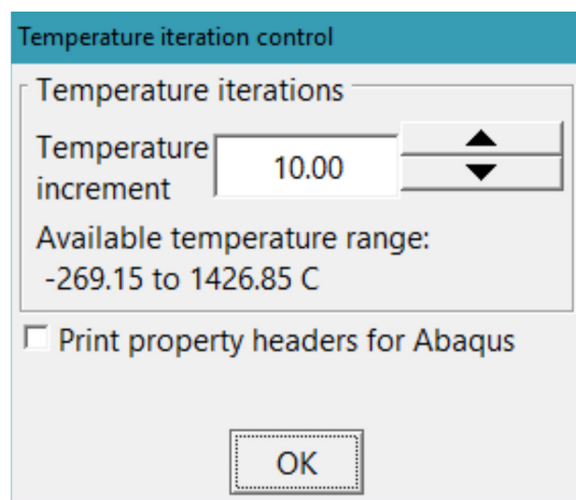 Temperature iteration control
Temperature iterations
Temperature
increment
10.00
Available temperature range:
-269.15 to 1426.85 C
Print property headers for Abaqus
OK